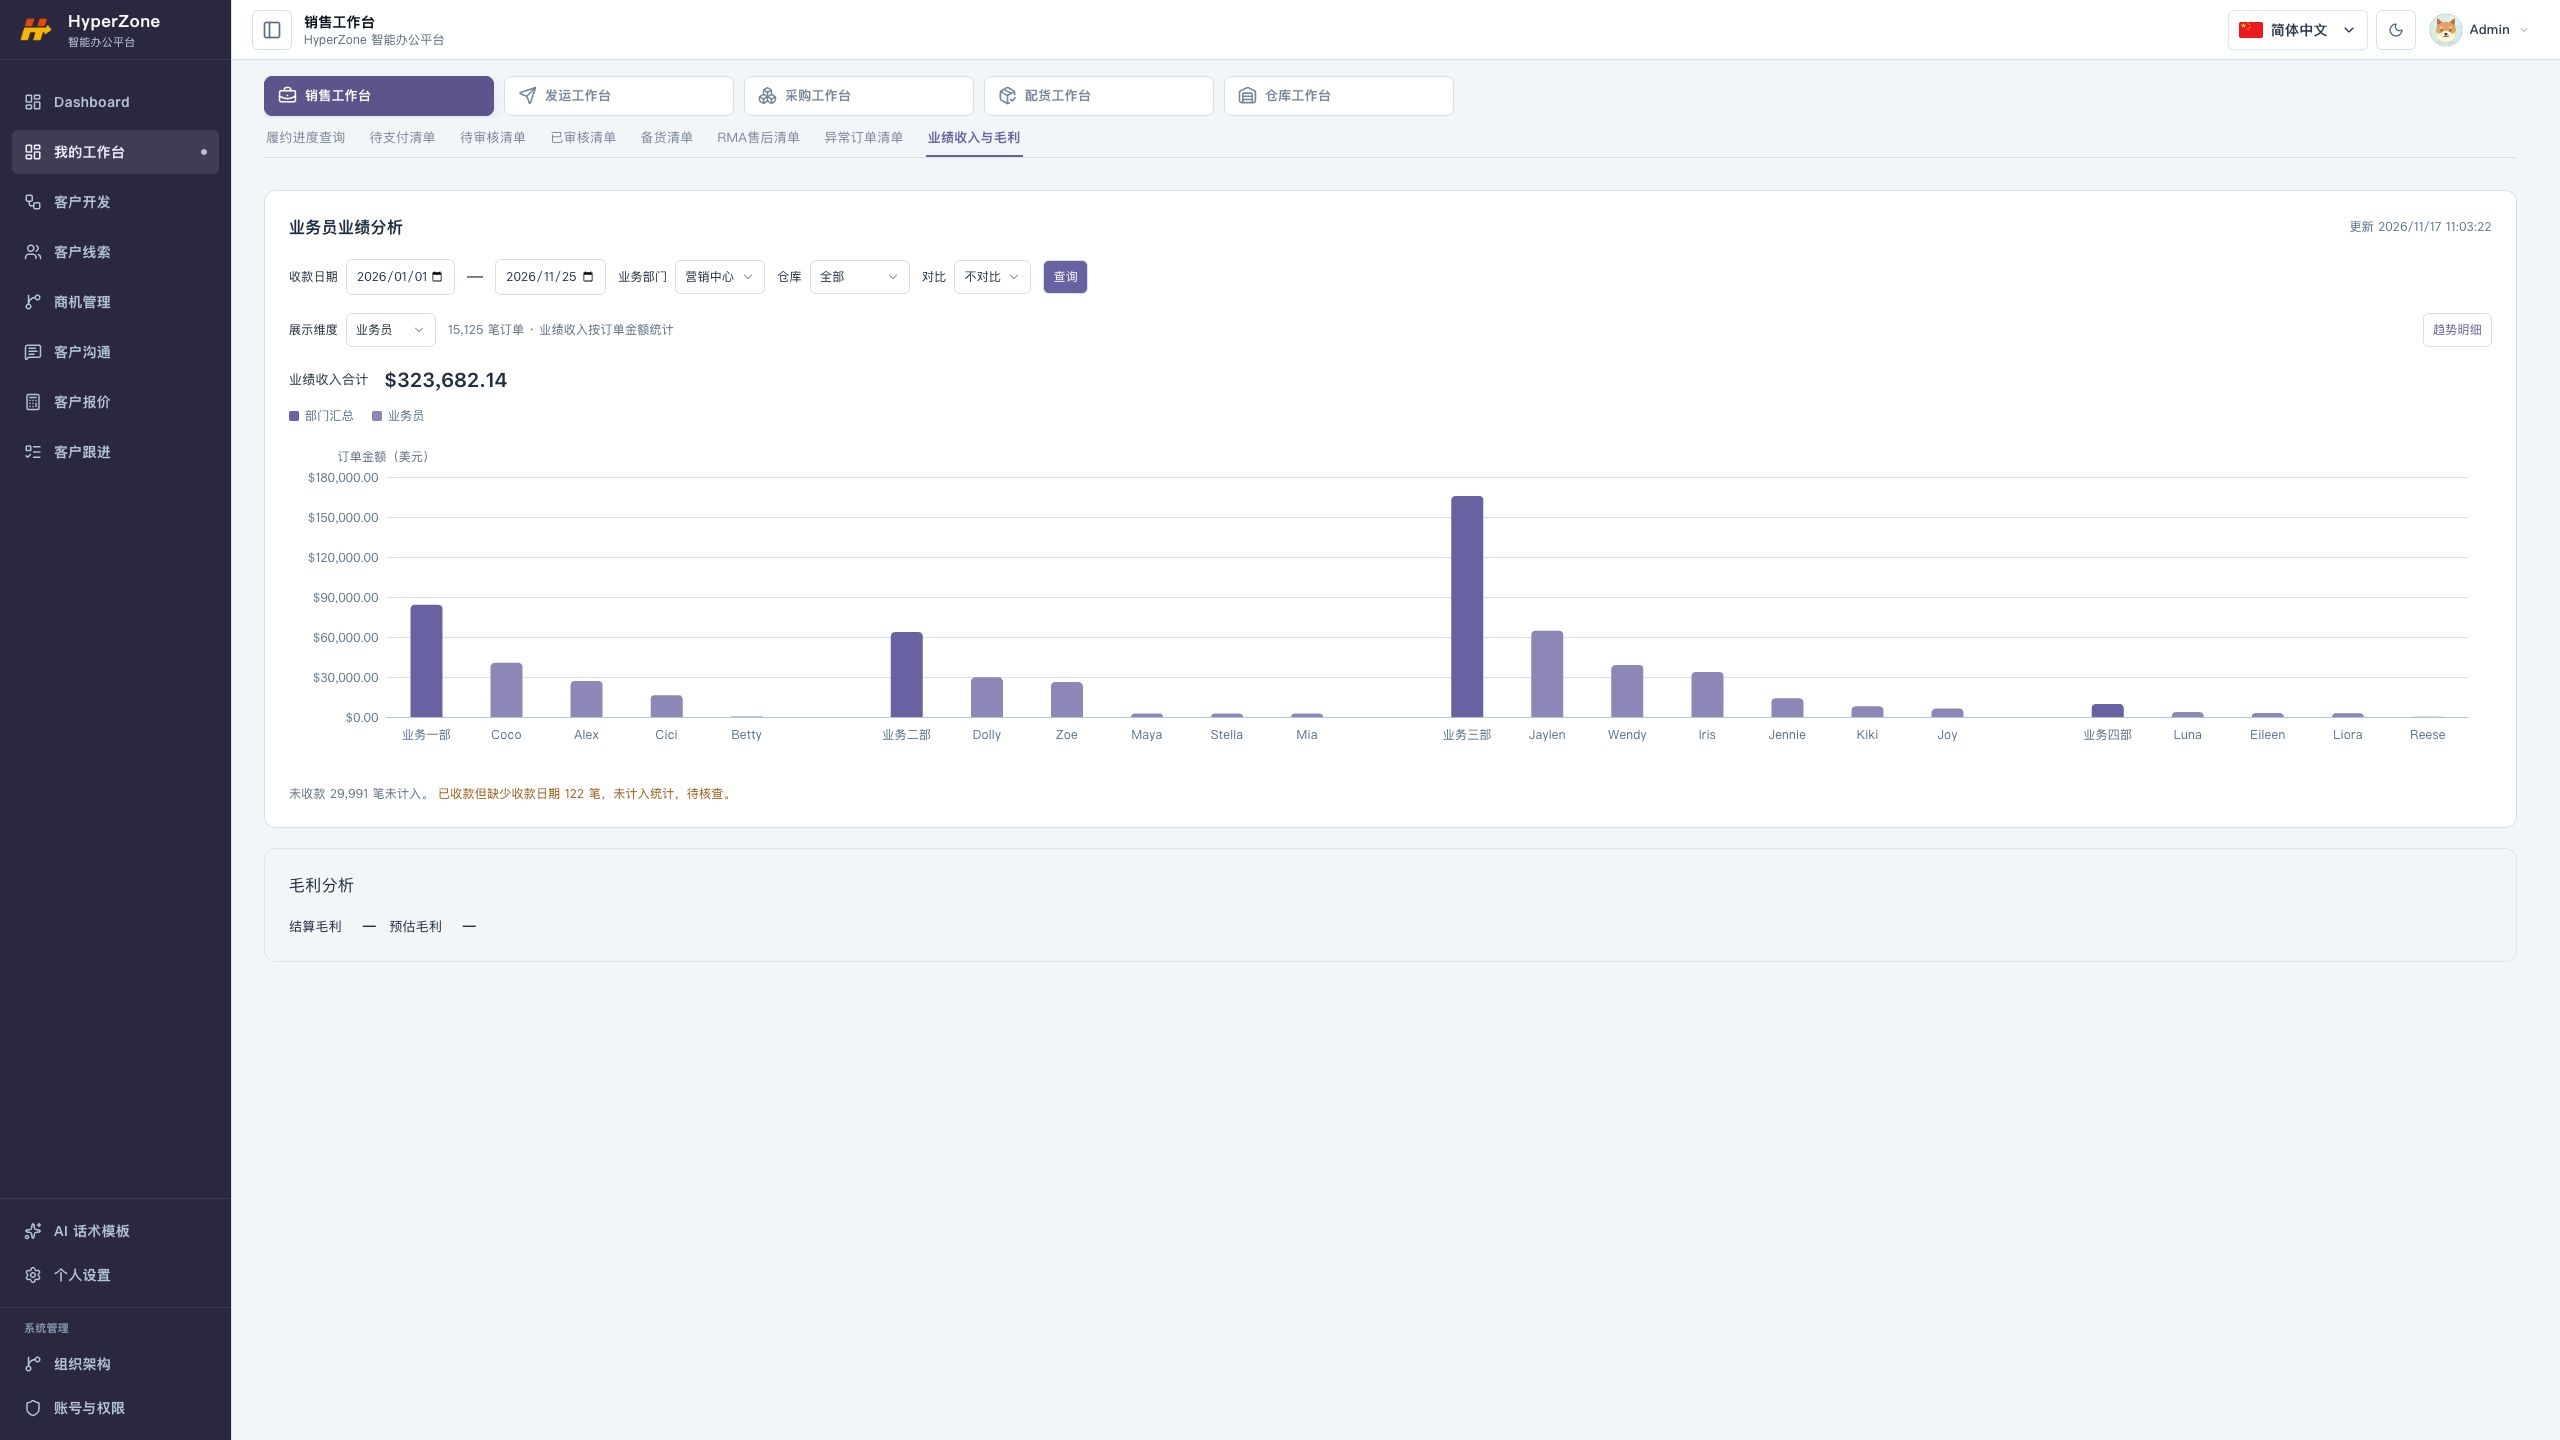 HyperZone
智能办公平台
Dashboard
我的工作台
客户开发
客户线索
商机管理
客户沟通
客户报价
客户跟进
AI 话术模板
个人设置
系统管理
组织架构
账号与权限
销售工作台
HyperZone 智能办公平台
简体中文
Admin
销售工作台 发运工作台 采购工作台 配货工作台 仓库工作台
履约进度查询 待支付清单 待审核清单 已审核清单 备货清单 RMA售后清单 异常订单清单 业绩收入与毛利
业务员业绩分析 更新 2026/11/17 11:03:22
收款日期 2026/01/01 — 2026/11/25 业务部门 营销中心 仓库 全部 对比 不对比 查询
展示维度 业务员 15,125 笔订单 · 业绩收入按订单金额统计 趋势明细
业绩收入合计 $323,682.14
部门汇总 业务员
订单金额（美元）
$180,000.00
$150,000.00
$120,000.00
$90,000.00
$60,000.00
$30,000.00
$0.00
业务一部 Coco Alex Cici Betty 业务二部 Dolly Zoe Maya Stella Mia 业务三部 Jaylen Wendy Iris Jennie Kiki Joy 业务四部 Luna Eileen Liora Reese
未收款 29,991 笔未计入。 已收款但缺少收款日期 122 笔，未计入统计，待核查。
毛利分析
结算毛利 — 预估毛利 —